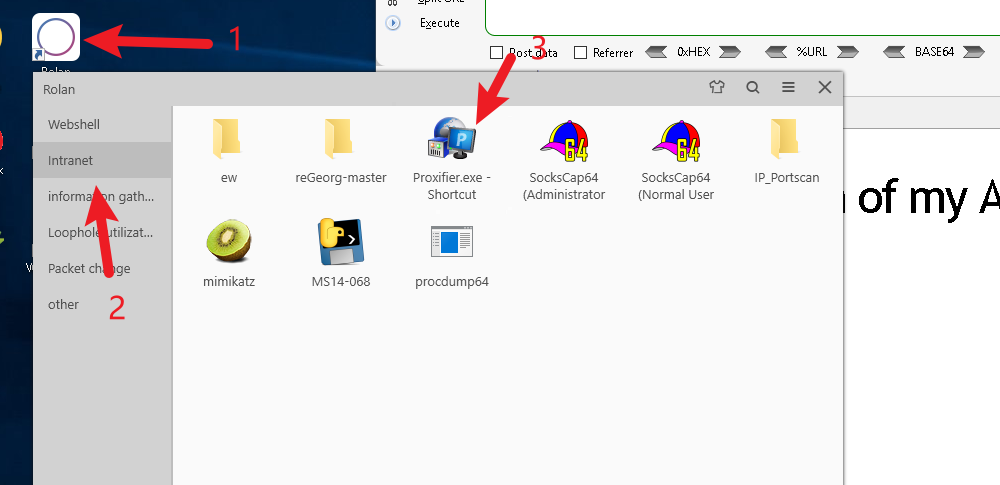 Split URL
Execute
Post data
Referrer
0xHEX
%URL
BASE64
1
3
Rolan
Rolan
Webshell
Intranet
information gath...
Loophole utilizat...
Packet change
other
2
ew
reGeorg-master
Proxifier.exe -
Shortcut
SocksCap64
(Administrator
SocksCap64
(Normal User
IP_Portscan
mimikatz
MS14-068
procdump64
64
64
P
of my A